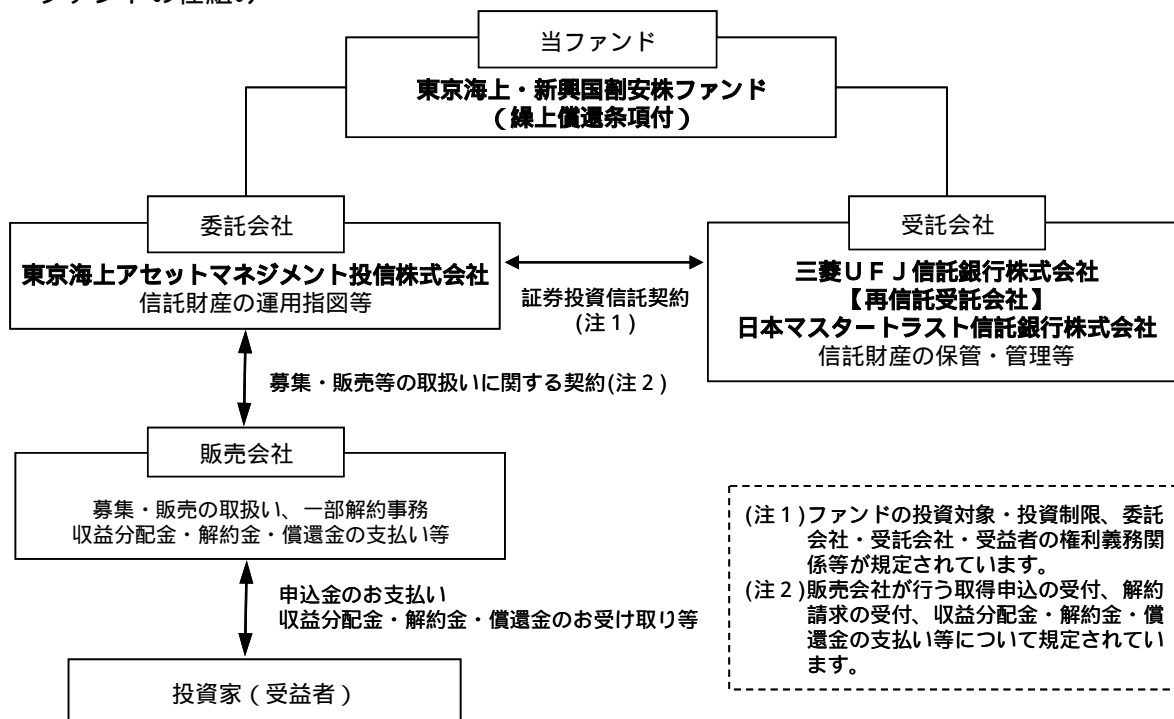 ファンドの仕組み
当ファンド
東京海上・新興国割安株ファンド
(繰上償還条項付)
委託会社
東京海上アセットマネジメント投信株式会社
信託財産の運用指図等
証券投資信託契約
(注1)
受託会社
三菱UFJ信託銀行株式会社
【再信託受託会社】
日本マスタートラスト信託銀行株式会社
信託財産の保管・管理等
募集・販売等の取扱いに関する契約(注2)
販売会社
募集・販売の取扱い、一部解約事務
収益分配金・解約金・償還金の支払い等
申込金のお支払い
収益分配金・解約金・償還金のお受け取り等
投資家(受益者)
(注1)ファンドの投資対象・投資制限、委託
会社・受託会社・受益者の権利義務関
係等が規定されています。
(注2)販売会社が行う取得申込の受付、解約
請求の受付、収益分配金・解約金・償
還金の支払い等について規定されてい
ます。